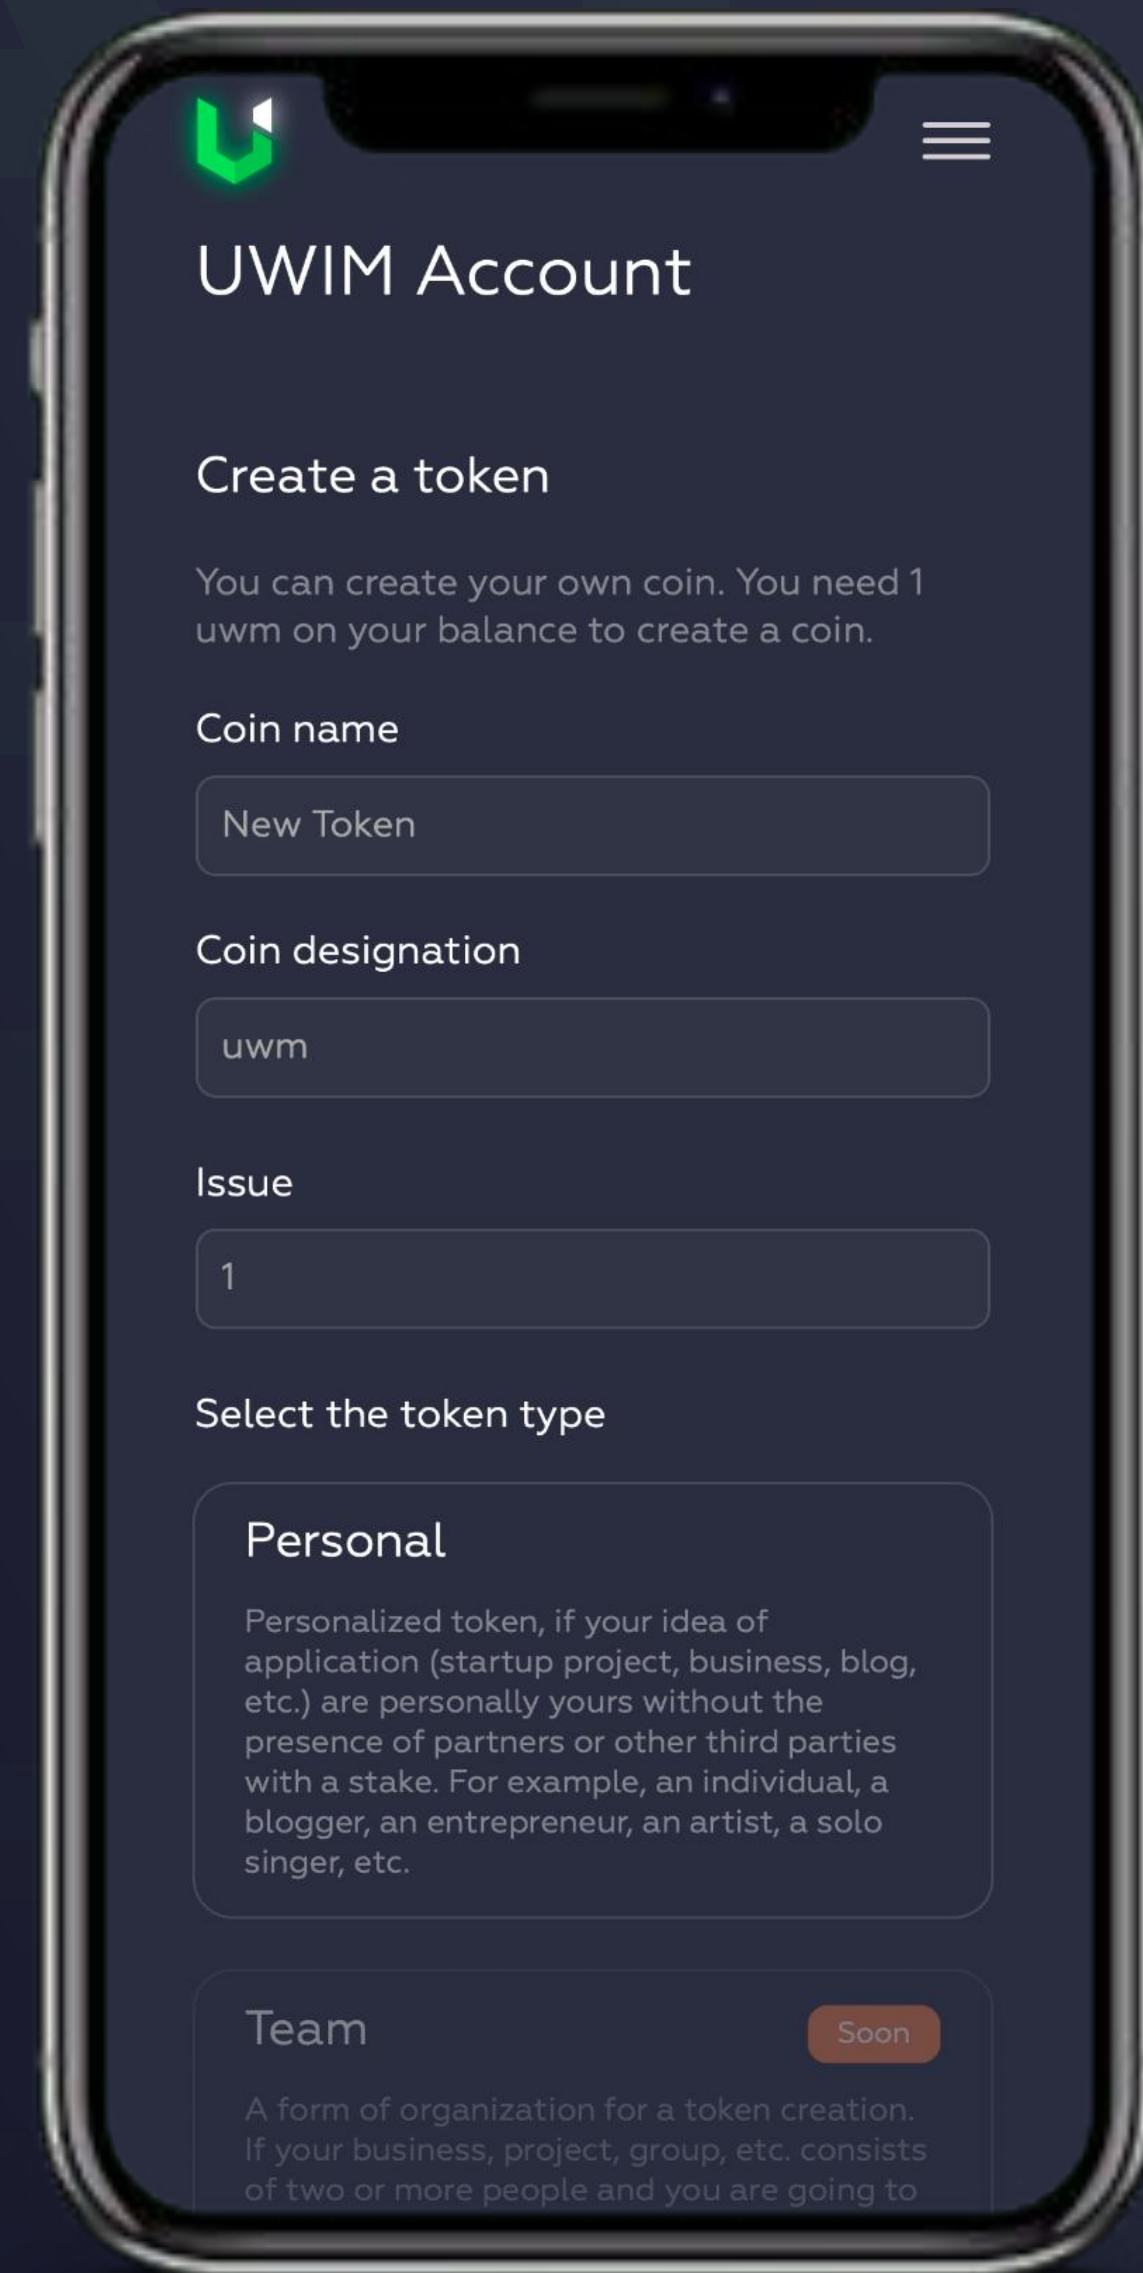 UWIM Account
Create a token
You can create your own coin. You need 1
uwm on your balance to create a coin.
Coin name
New Token
Coin designation
uwm
Issue
1
Select the token type
Personal
Personalized token, if your idea of
application (startup project, business, blog,
etc.) are personally yours without the
presence of partners or other third parties
with a stake. For example, an individual, a
blogger, an entrepreneur, an artist, a solo
singer, etc.
Team
Soon
A form of organization for a token creation.
If your business, project, group, etc. consists
of two or more people and you are going to